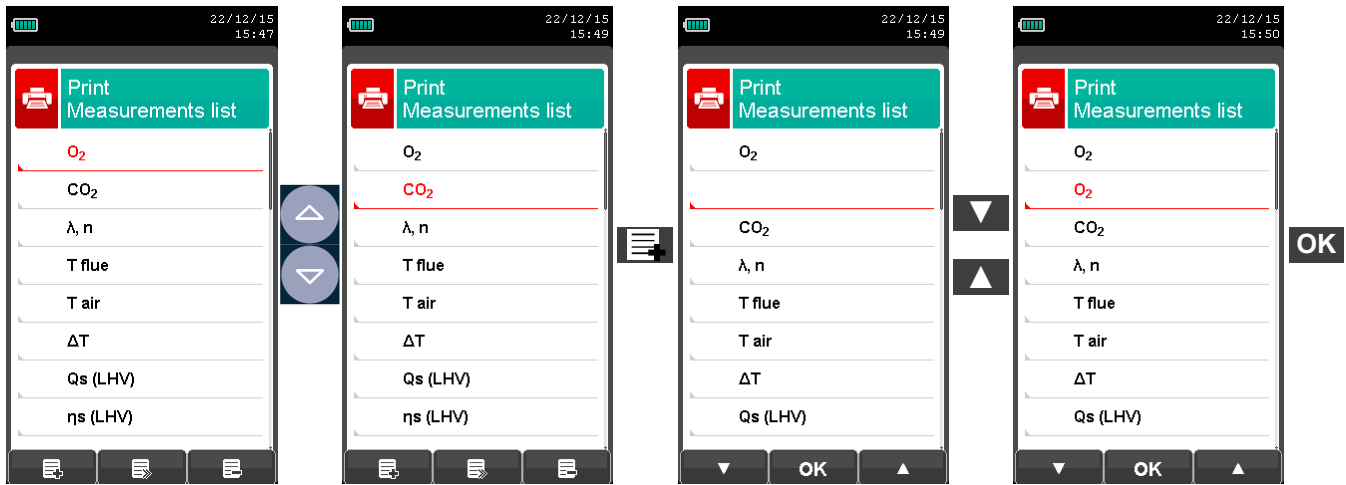 22/12/15
15:47
Print
Measurements list
O₂
CO₂
λ, n
T flue
T air
ΔT
Qs (LHV)
ηs (LHV)
22/12/15
15:49
Print
Measurements list
O₂
CO₂
λ, n
T flue
T air
ΔT
Qs (LHV)
ηs (LHV)
22/12/15
15:49
Print
Measurements list
O₂
CO₂
λ, n
T flue
T air
ΔT
Qs (LHV)
▼ OK ▲
22/12/15
15:50
Print
Measurements list
O₂
O₂
CO₂
λ, n
T flue
T air
ΔT
Qs (LHV)
▼ OK ▲
OK